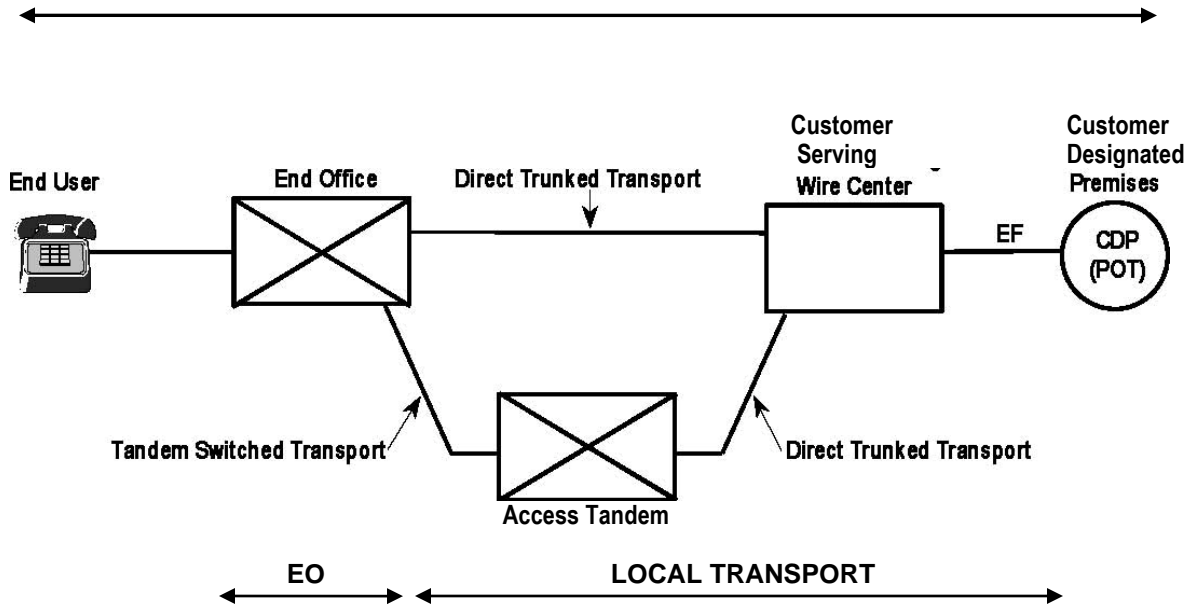 Customer
Serving
Wire Center
Customer
Designated
Premises
End User
End Office
Direct Trunked Transport
EF
CDP
(POT)
Tandem Switched Transport
Direct Trunked Transport
Access Tandem
EO
LOCAL TRANSPORT